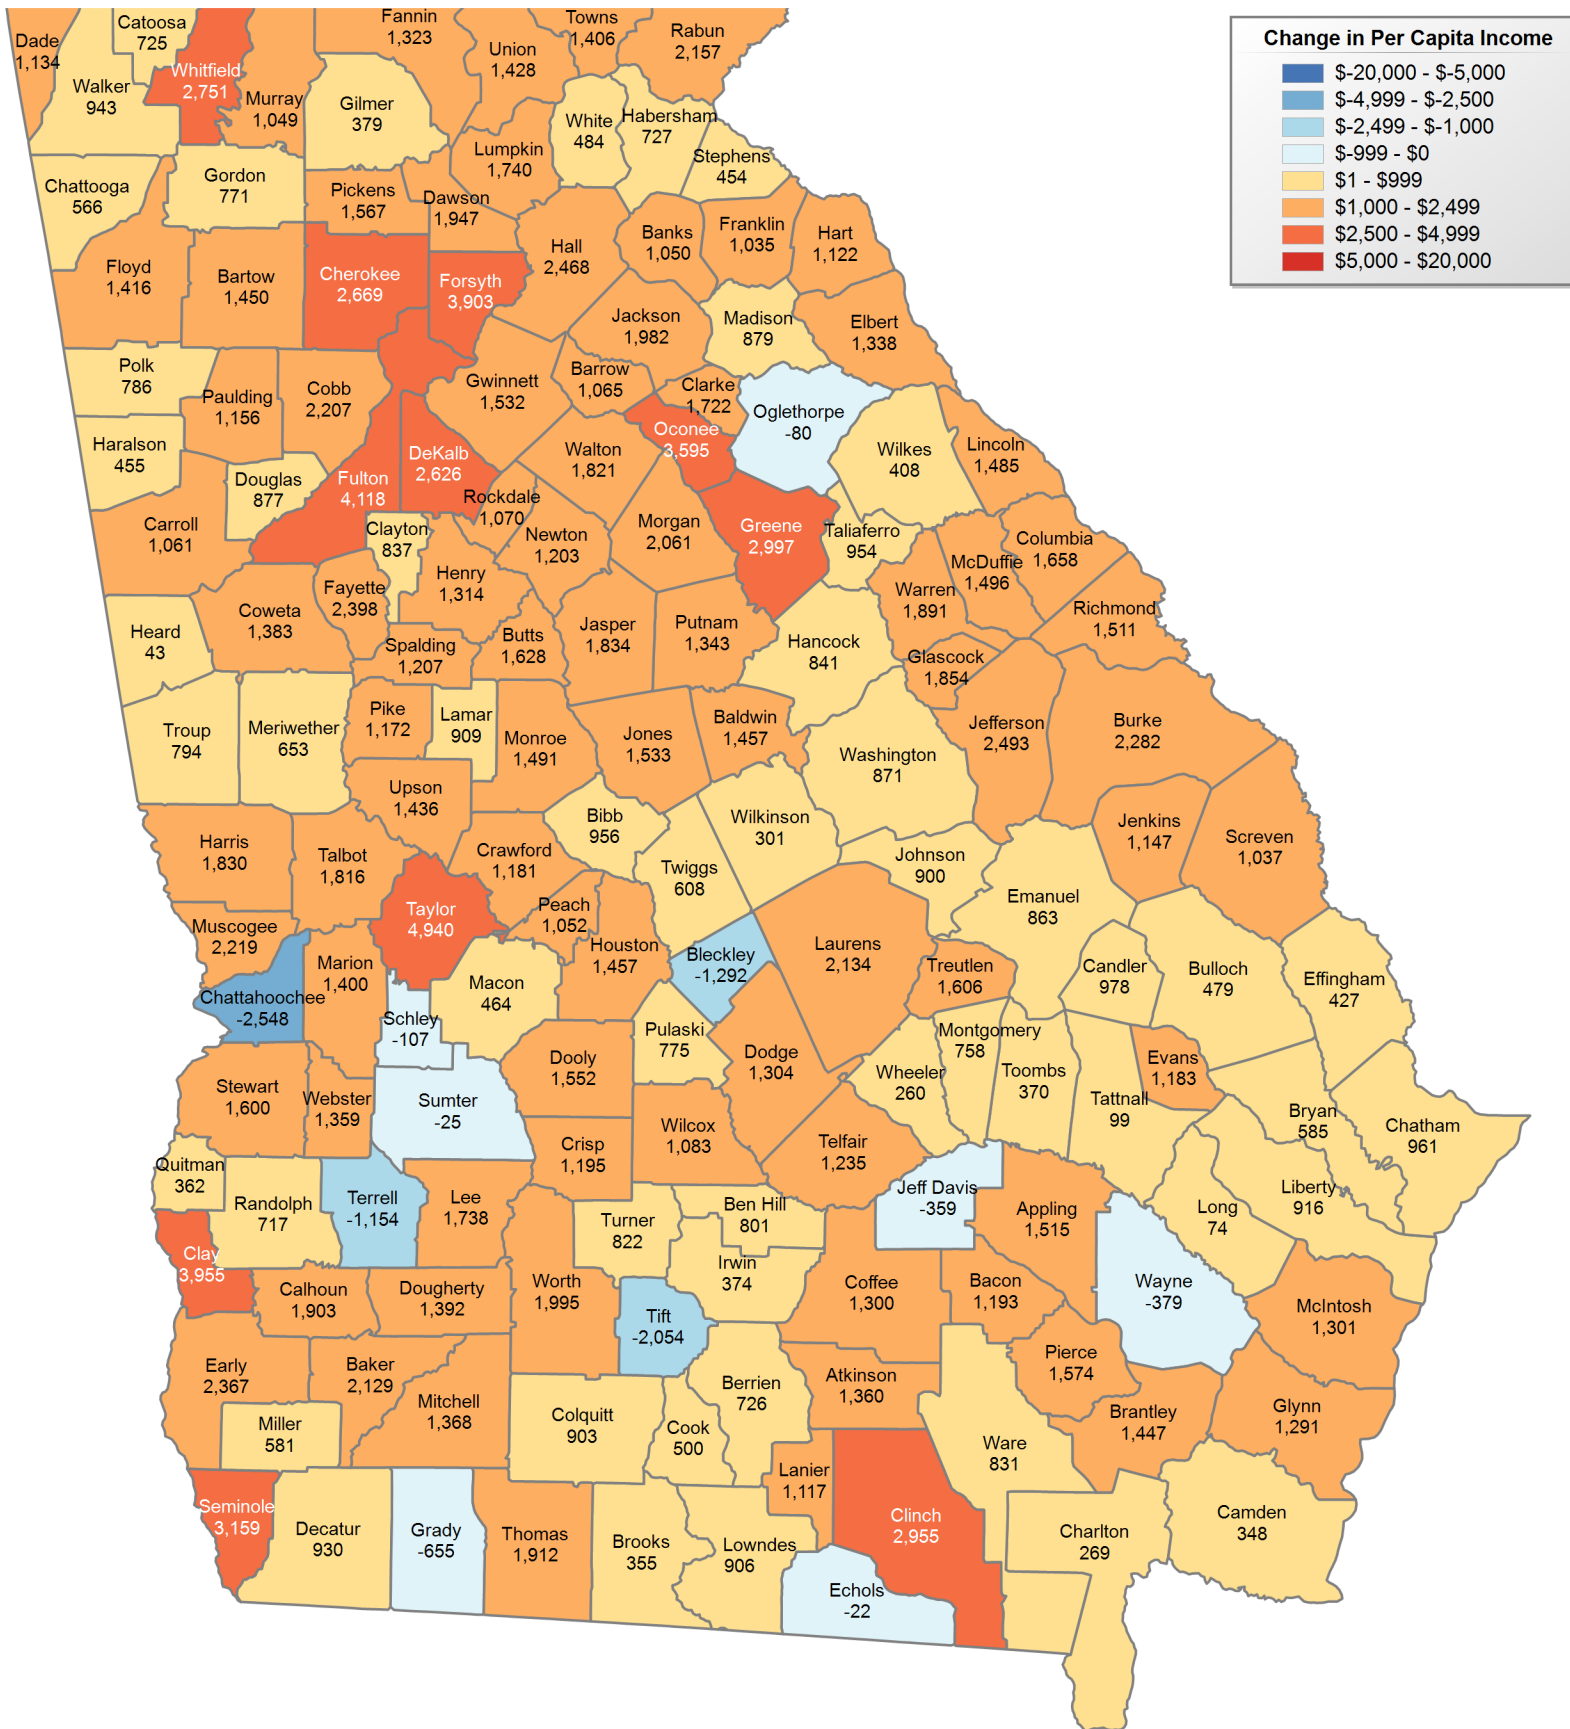 Change in Per Capita Income
$-20,000 - $-5,000
$-4,999 - $-2,500
$-2,499 - $-1,000
$-999 - $0
$1 - $999
$1,000 - $2,499
$2,500 - $4,999
$5,000 - $20,000
Dade
1,134
Catoosa
725
Walker
943
Whitfield
2,751
Murray
1,049
Fannin
1,323
Gilmer
379
Union
1,428
Towns
1,406
Rabun
2,157
White
484
Habersham
727
Stephens
454
Lumpkin
1,740
Chattooga
566
Gordon
771
Pickens
1,567
Dawson
1,947
Hall
2,468
Banks
1,050
Franklin
1,035
Hart
1,122
Floyd
1,416
Bartow
1,450
Cherokee
2,669
Forsyth
3,903
Jackson
1,982
Madison
879
Elbert
1,338
Polk
786
Paulding
1,156
Cobb
2,207
Gwinnett
1,532
Barrow
1,065
Clarke
1,722
Oglethorpe
-80
Oconee
3,595
Wilkes
408
Lincoln
1,485
Haralson
455
Douglas
877
Fulton
4,118
DeKalb
2,626
Walton
1,821
Rockdale
1,070
Carroll
1,061
Clayton
837
Newton
1,203
Morgan
2,061
Greene
2,997
Taliaferro
954
Columbia
1,658
McDuffie
1,496
Warren
1,891
Richmond
1,511
Heard
43
Coweta
1,383
Fayette
2,398
Henry
1,314
Spalding
1,207
Butts
1,628
Jasper
1,834
Putnam
1,343
Hancock
841
Glascock
1,854
Troup
794
Meriwether
653
Pike
1,172
Lamar
909
Monroe
1,491
Jones
1,533
Baldwin
1,457
Washington
871
Jefferson
2,493
Burke
2,282
Upson
1,436
Harris
1,830
Talbot
1,816
Crawford
1,181
Bibb
956
Wilkinson
301
Twiggs
608
Johnson
900
Jenkins
1,147
Screven
1,037
Emanuel
863
Taylor
4,940
Peach
1,052
Muscogee
2,219
Houston
1,457
Bleckley
-1,292
Laurens
2,134
Treutlen
1,606
Candler
978
Bulloch
479
Effingham
427
Chattahoochee
-2,548
Marion
1,400
Macon
464
Schley
-107
Pulaski
775
Dodge
1,304
Montgomery
758
Wheeler
260
Toombs
370
Tattnall
99
Evans
1,183
Bryan
585
Chatham
961
Stewart
1,600
Webster
1,359
Sumter
-25
Dooly
1,552
Crisp
1,195
Wilcox
1,083
Telfair
1,235
Quitman
362
Randolph
717
Terrell
-1,154
Lee
1,738
Turner
822
Ben Hill
801
Jeff Davis
-359
Appling
1,515
Long
74
Liberty
916
Clay
3,955
Calhoun
1,903
Dougherty
1,392
Worth
1,995
Irwin
374
Tift
-2,054
Coffee
1,300
Bacon
1,193
Wayne
-379
McIntosh
1,301
Early
2,367
Baker
2,129
Mitchell
1,368
Miller
581
Colquitt
903
Cook
500
Berrien
726
Atkinson
1,360
Pierce
1,574
Brantley
1,447
Glynn
1,291
Ware
831
Lanier
1,117
Clinch
2,955
Seminole
3,159
Decatur
930
Grady
-655
Thomas
1,912
Brooks
355
Lowndes
906
Echols
-22
Charlton
269
Camden
348